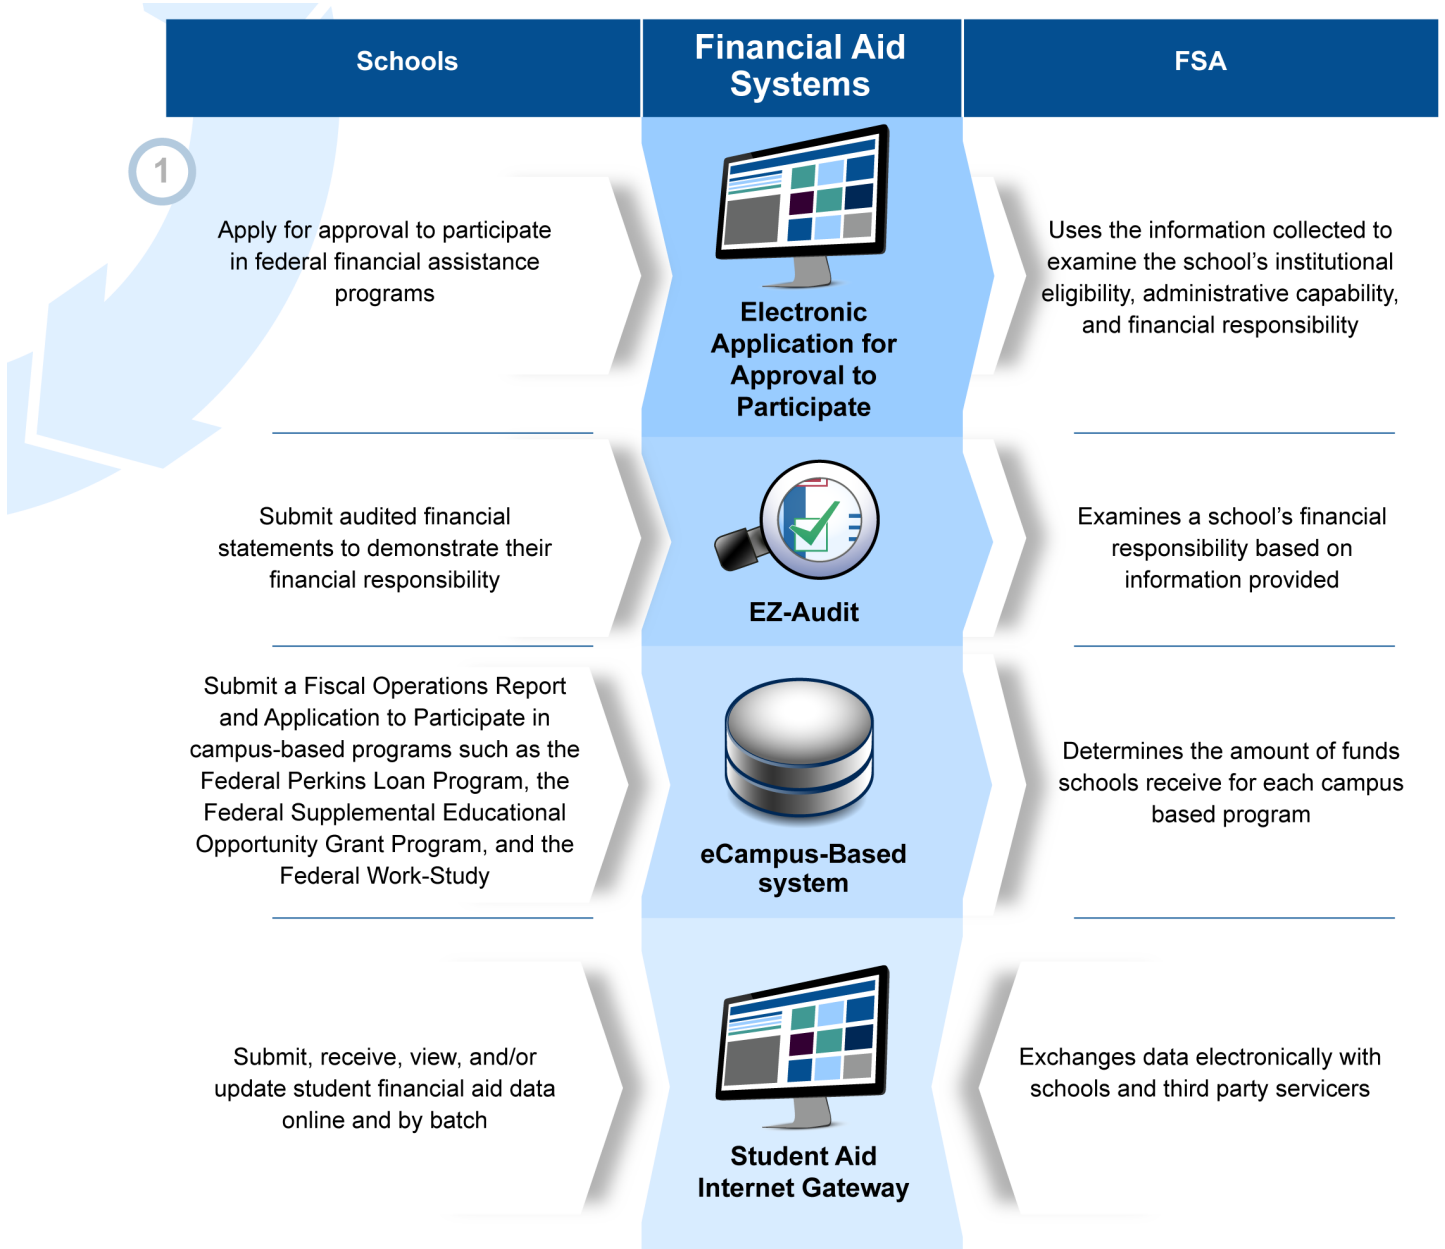 Schools
Financial Aid
Systems
FSA
1
Apply for approval to participate
in federal financial assistance
programs
Electronic
Application for
Approval to
Participate
Uses the information collected to
examine the school’s institutional
eligibility, administrative capability,
and financial responsibility
Submit audited financial
statements to demonstrate their
financial responsibility
EZ-Audit
Examines a school’s financial
responsibility based on
information provided
Submit a Fiscal Operations Report
and Application to Participate in
campus-based programs such as the
Federal Perkins Loan Program, the
Federal Supplemental Educational
Opportunity Grant Program, and the
Federal Work-Study
eCampus-Based
system
Determines the amount of funds
schools receive for each campus
based program
Submit, receive, view, and/or
update student financial aid data
online and by batch
Student Aid
Internet Gateway
Exchanges data electronically with
schools and third party servicers